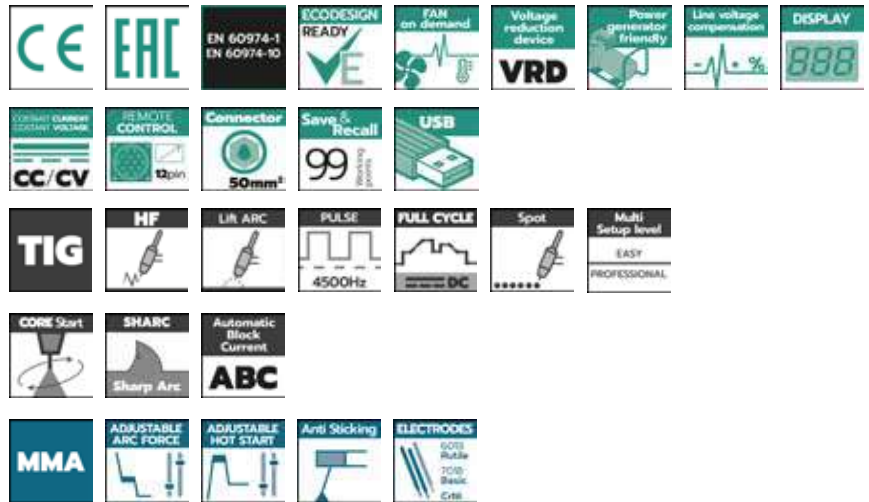 CE
EAC
EN 60974-1
EN 60974-10
ECODESIGN
READY
E
FAN
on demand
Voltage
reduction
device
VRD
Power
generator
friendly
Line voltage
compensation
- + %
DISPLAY
888
COSTANT CURRENT
COSTANT VOLTAGE
CC/CV
REMOTE
CONTROL
12pin
Connector
50mm²
Save &
Recall
99
Working
points
USB
TIG
HF
Lift ARC
PULSE
4500Hz
FULL CYCLE
DC
Spot
Multi
Setup level
EASY
PROFESSIONAL
CORE Start
SHARC
Sharp Arc
Automatic
Block
Current
ABC
MMA
ADJUSTABLE
ARC FORCE
ADJUSTABLE
HOT START
Anti Sticking
ELECTRODES
6013
Rutile
7018
Basic
CrNi